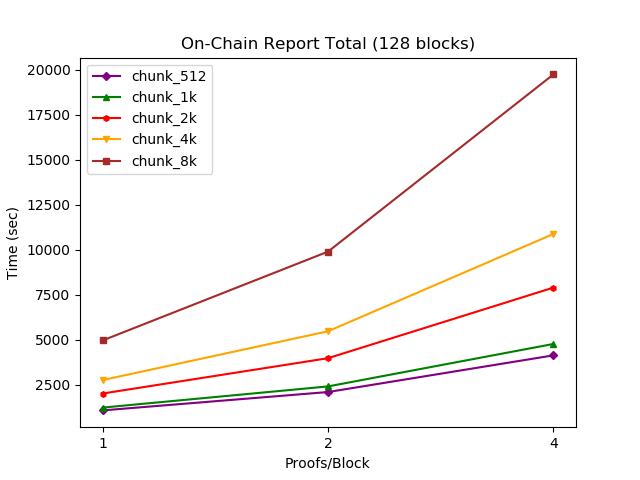 On-Chain Report Total (128 blocks)
chunk_512
chunk_1k
chunk_2k
chunk_4k
chunk_8k
Time (sec)
20000
17500
15000
12500
10000
7500
5000
2500
1 2 4
Proofs/Block